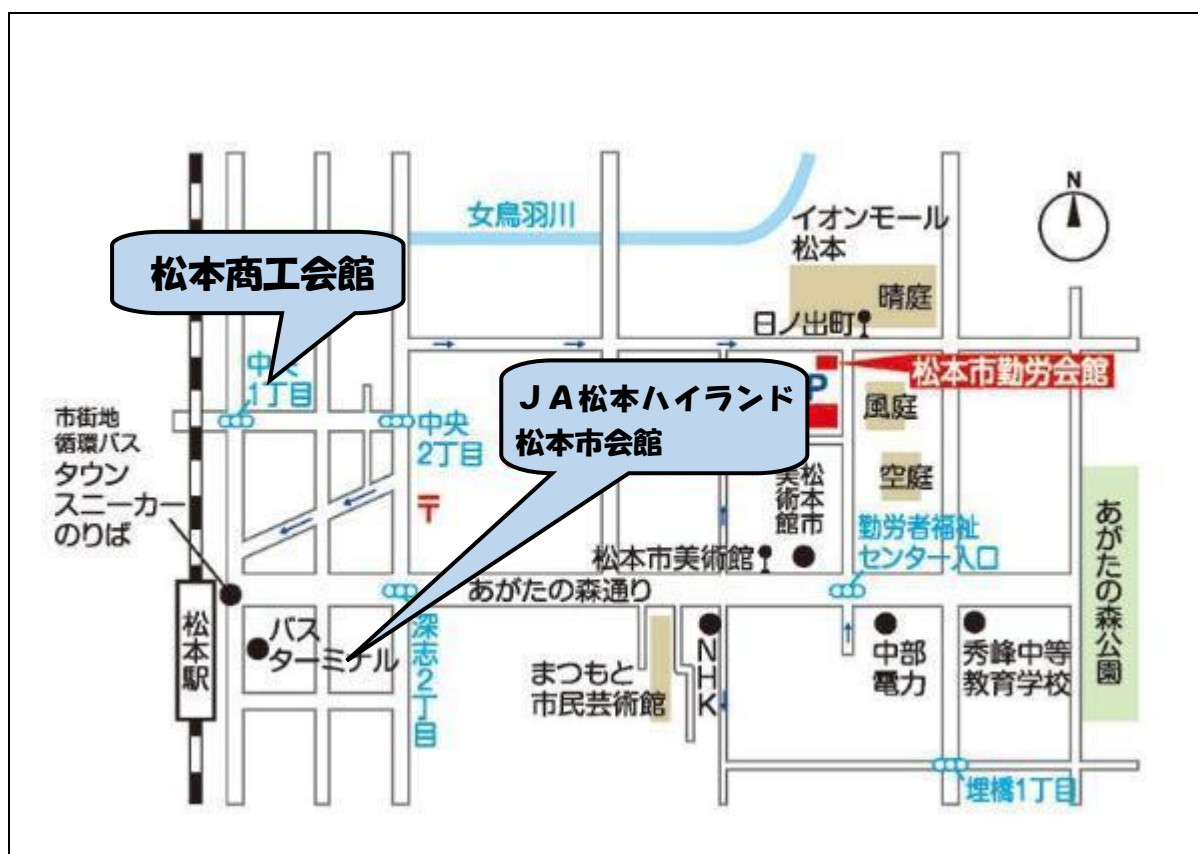 N
女鳥羽川
イオンモール
松本
晴庭
日ノ出町
松本商工会館
松本市勤労会館
P
風庭
空庭
中央
1丁目
中央
2丁目
市街地
循環バス
タウン
スニーカー
のりば
JA松本ハイランド
松本市会館
〒
松本市
美術館
松本市美術館
勤労者福祉
センター入口
あがたの森通り
あがたの森公園
松本駅
バス
ターミナル
深志2丁目
まつもと
市民芸術館
NHK
中部
電力
秀峰中等
教育学校
埋橋1丁目